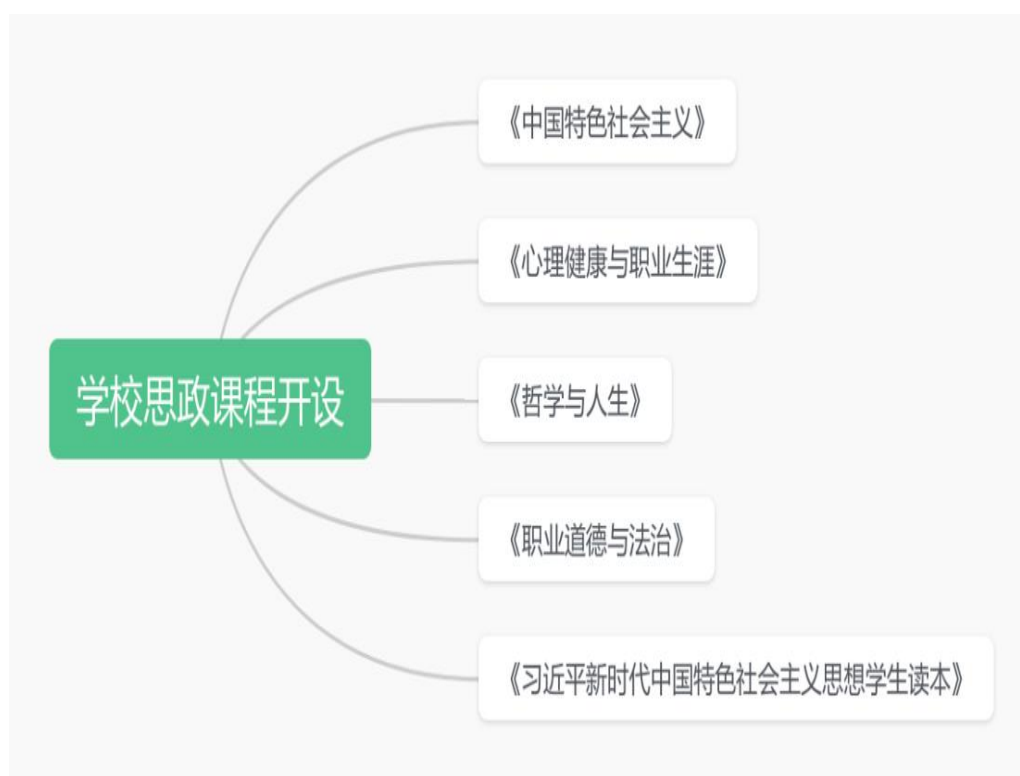 《中国特色社会主义》
《心理健康与职业生涯》
学校思政课程开设
《哲学与人生》
《职业道德与法治》
《习近平新时代中国特色社会主义思想学生读本》